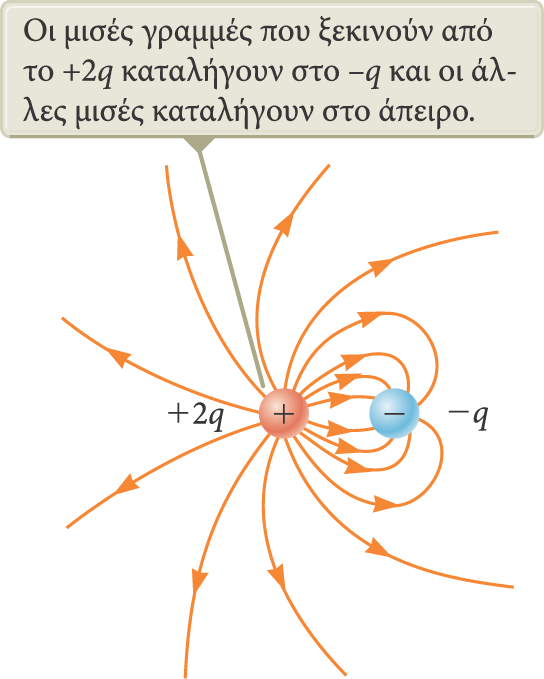 Οι μισές γραμμές που ξεκινούν από
το +2q καταλήγουν στο –q και οι άλ-
λες μισές καταλήγουν στο άπειρο.
+2q + − −q